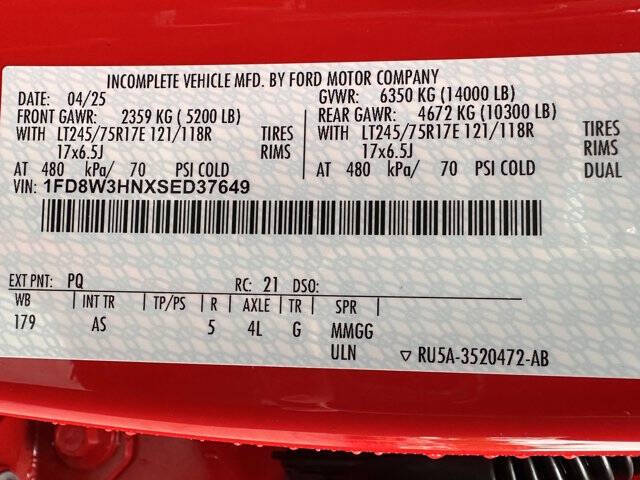 INCOMPLETE VEHICLE MFD. BY FORD MOTOR COMPANY
DATE: 04/25 GVWR: 6350 KG (14000 LB)
FRONT GAWR: 2359 KG (5200 LB) REAR GAWR: 4672 KG (10300 LB)
WITH LT245/75R17E 121/118R TIRES WITH LT245/75R17E 121/118R TIRES
17x6.5J RIMS 17x6.5J RIMS
AT 480 kPa/ 70 PSI COLD AT 480 kPa/ 70 PSI COLD DUAL
VIN: 1FD8W3HNXSED37649
EXT PNT: PQ RC: 21 DSO:
WB INT TR TP/PS R AXLE TR SPR
179 AS 5 4L G MMGG
ULN ▽ RU5A-3520472-AB